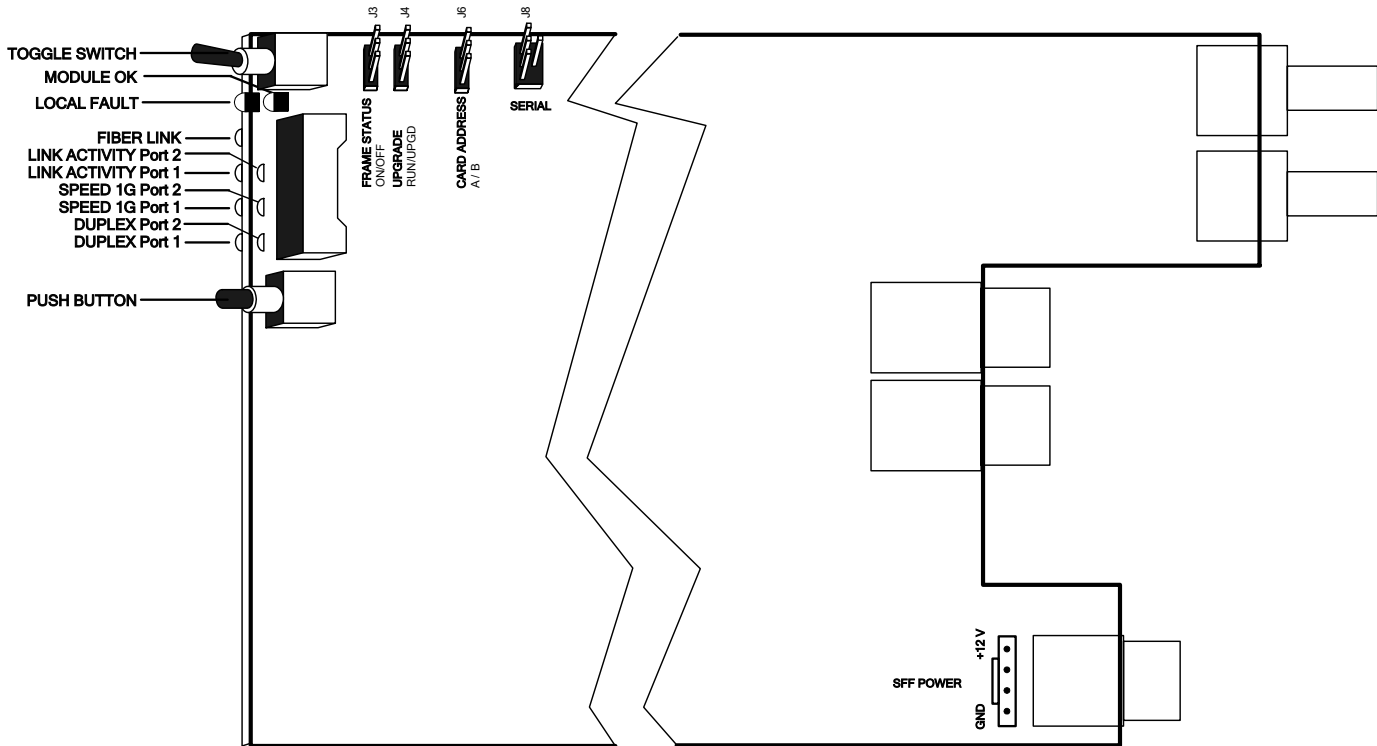 J3
J4
J6
J8
TOGGLE SWITCH
MODULE OK
LOCAL FAULT
FIBER LINK
LINK ACTIVITY Port 2
LINK ACTIVITY Port 1
SPEED 1G Port 2
SPEED 1G Port 1
DUPLEX Port 2
DUPLEX Port 1
PUSH BUTTON
FRAME STATUS
ON/OFF
UPGRADE
RUN/UPGD
CARD ADDRESS
A / B
SERIAL
SFF POWER
+12 V
GND